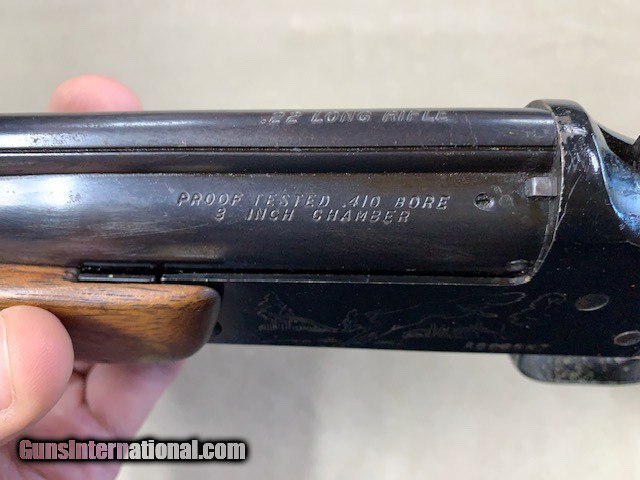 .22 LONG RIFLE
PROOF TESTED .410 BORE
3 INCH CHAMBER
GunsInternational.com